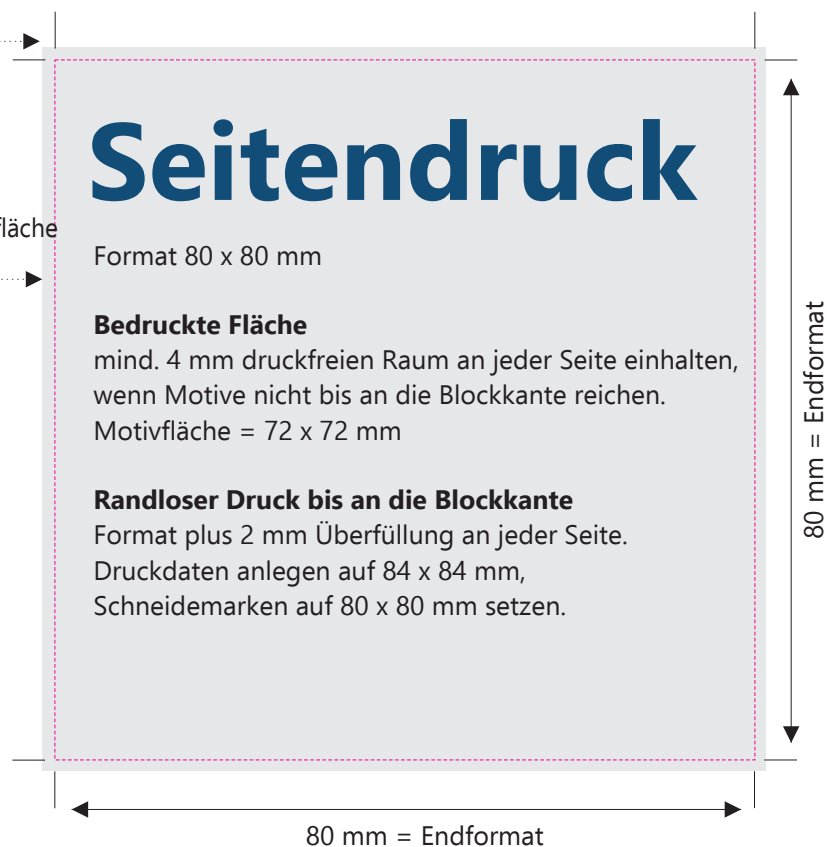 Seitendruck
fläche
Format 80 x 80 mm
Bedruckte Fläche
mind. 4 mm druckfreien Raum an jeder Seite einhalten,
wenn Motive nicht bis an die Blockkante reichen.
Motivfläche = 72 x 72 mm
Randloser Druck bis an die Blockkante
Format plus 2 mm Überfüllung an jeder Seite.
Druckdaten anlegen auf 84 x 84 mm,
Schneidemarken auf 80 x 80 mm setzen.
80 mm = Endformat
80 mm = Endformat